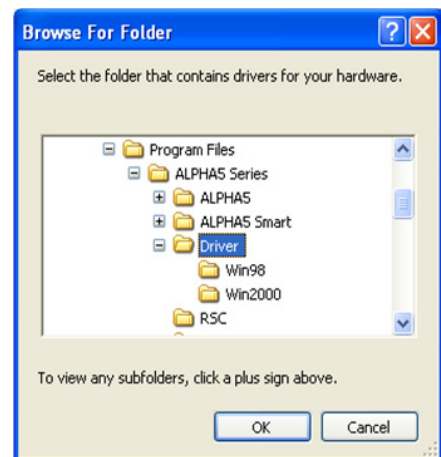 Browse For Folder
Select the folder that contains drivers for your hardware.
Program Files
ALPHA5 Series
ALPHA5
ALPHA5 Smart
Driver
Win98
Win2000
RSC
To view any subfolders, click a plus sign above.
OK Cancel